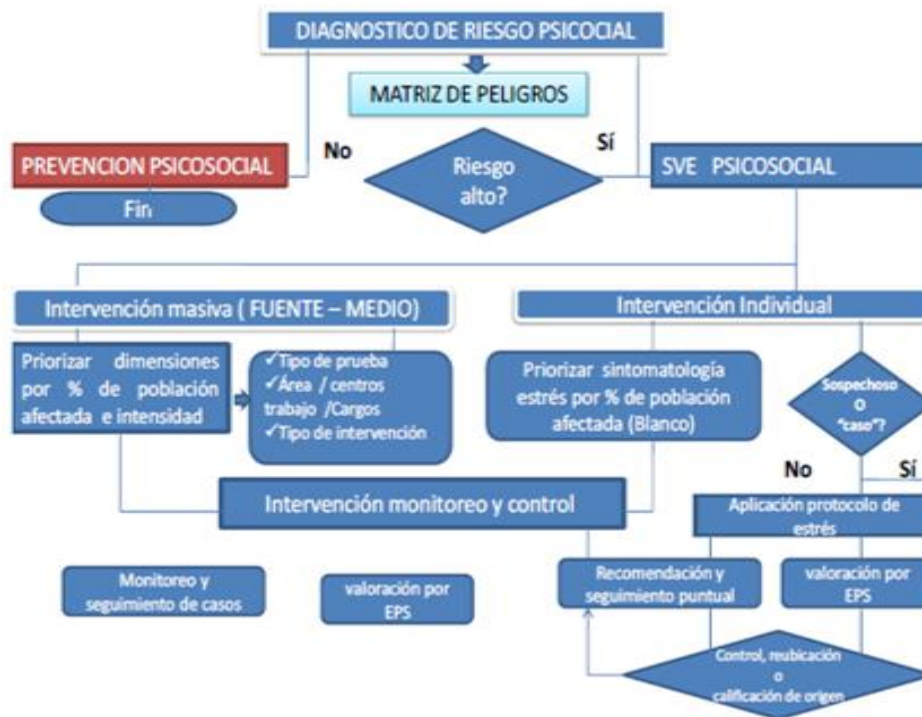 DIAGNOSTICO DE RIESGO PSICOCIAL
MATRIZ DE PELIGROS
No
Sí
PREVENCION PSICOSOCIAL
Riesgo
alto?
SVE PSICOSOCIAL
Fin
Intervención masiva ( FUENTE – MEDIO)
Intervención Individual
Priorizar dimensiones
por % de población
afectada e intensidad
✓Tipo de prueba
✓Área / centros
trabajo /Cargos
✓Tipo de intervención
Priorizar sintomatología
estrés por % de población
afectada (Blanco)
Sospechoso
O
“caso”?
No
Sí
Intervención monitoreo y control
Aplicación protocolo de
estrés
Monitoreo y
seguimiento de casos
valoración por
EPS
Recomendación y
seguimiento puntual
valoración por
EPS
Control, reubicación
o
calificación de origen